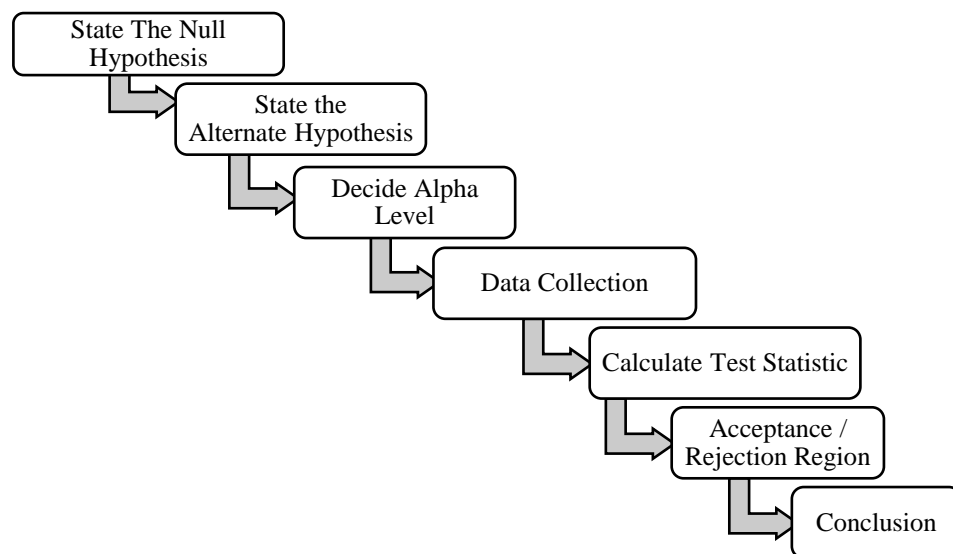 State The Null
Hypothesis
State the
Alternate Hypothesis
Decide Alpha
Level
Data Collection
Calculate Test Statistic
Acceptance /
Rejection Region
Conclusion